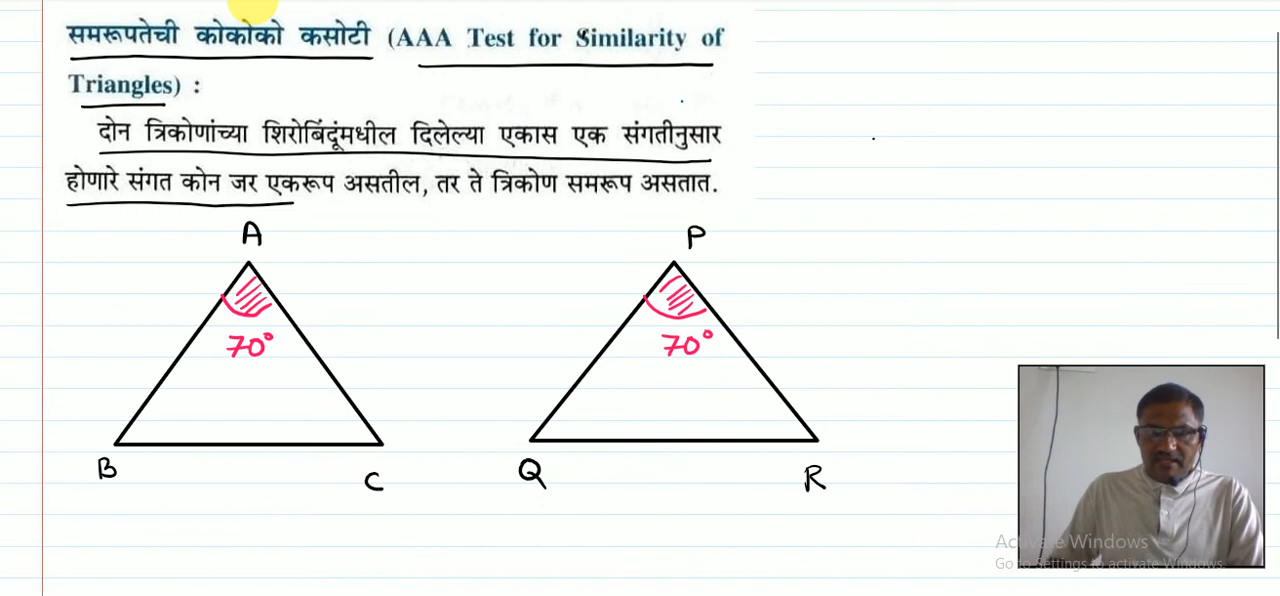 समरूपतेची कोकोको कसोटी (AAA Test for Similarity of
Triangles) :
दोन त्रिकोणांच्या शिरोबिंदूंमधील दिलेल्या एकास एक संगतीनुसार
होणारे संगत कोन जर एकरूप असतील, तर ते त्रिकोण समरूप असतात.
A
P
70°
70°
B
C
Q
R
Activate Windows
Go to Settings to activate Windows.